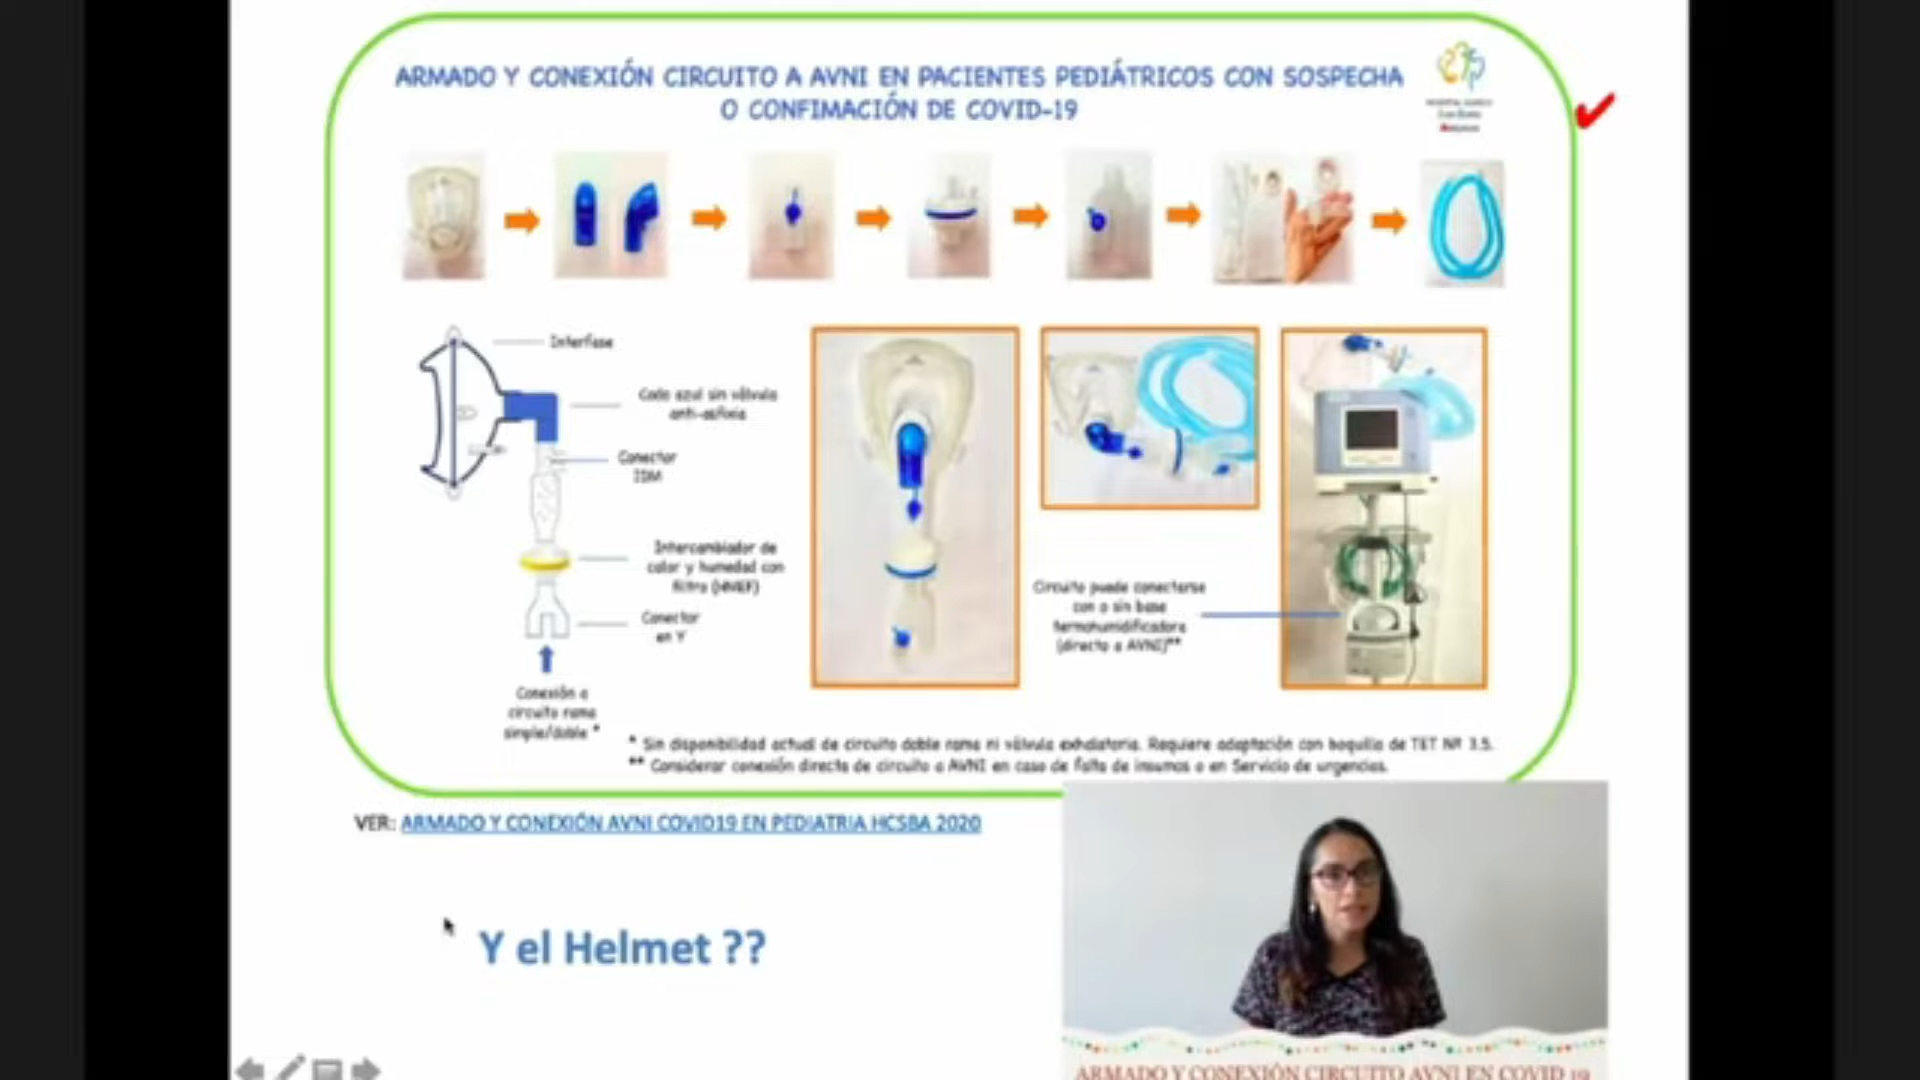 ARMADO Y CONEXIÓN CIRCUITO A AVNI EN PACIENTES PEDIÁTRICOS CON SOSPECHA
O CONFIMACIÓN DE COVID-19
Interfase
Codo azul sin válvula
anti-asfixia
Conector
IDM
Intercambiador de
calor y humedad con
filtro (HMEF)
Conector
en Y
Conexión a
circuito rama
simple/doble *
Circuito puede conectarse
con o sin base
termohumidificadora
(directo a AVNI)**
* Sin disponibilidad actual de circuito doble rama ni válvula exhalatoria. Requiere adaptación con boquilla de TET Nº 3.5.
** Considerar conexión directa de circuito a AVNI en caso de falta de insumos o en Servicio de urgencias.
VER: ARMADO Y CONEXIÓN AVNI COVID19 EN PEDIATRIA HCSBA 2020
Y el Helmet ??
ARMADO Y CONEXIÓN CIRCUITO AVNI EN COVID 19